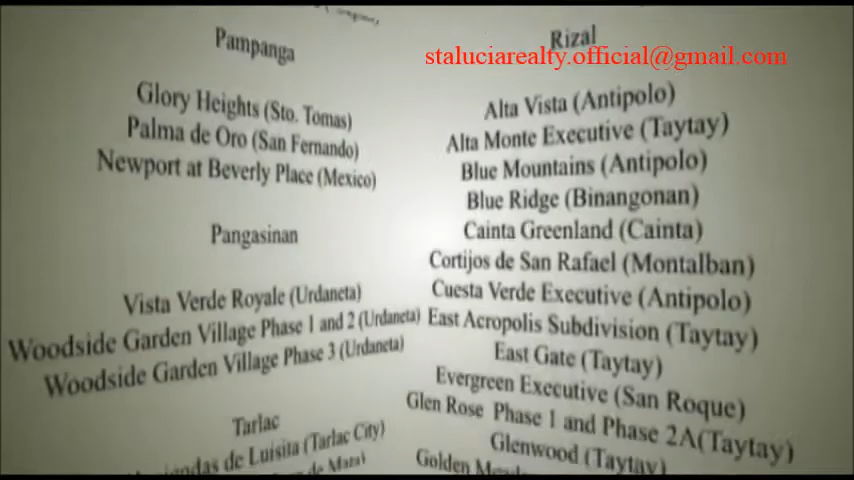 Pampanga
Glory Heights (Sto. Tomas)
Palma de Oro (San Fernando)
Newport at Beverly Place (Mexico)
Pangasinan
Vista Verde Royale (Urdaneta)
Woodside Garden Village Phase 1 and 2 (Urdaneta)
Woodside Garden Village Phase 3 (Urdaneta)
Tarlac
de Luisita (Tarlac City)
Rizal
staluciarealty.official@gmail.com
Alta Vista (Antipolo)
Alta Monte Executive (Taytay)
Blue Mountains (Antipolo)
Blue Ridge (Binangonan)
Cainta Greenland (Cainta)
Cortijos de San Rafael (Montalban)
Cuesta Verde Executive (Antipolo)
East Acropolis Subdivision (Taytay)
East Gate (Taytay)
Evergreen Executive (San Roque)
Glen Rose Phase 1 and Phase 2A(Taytay)
Glenwood (Taytay)
Golden